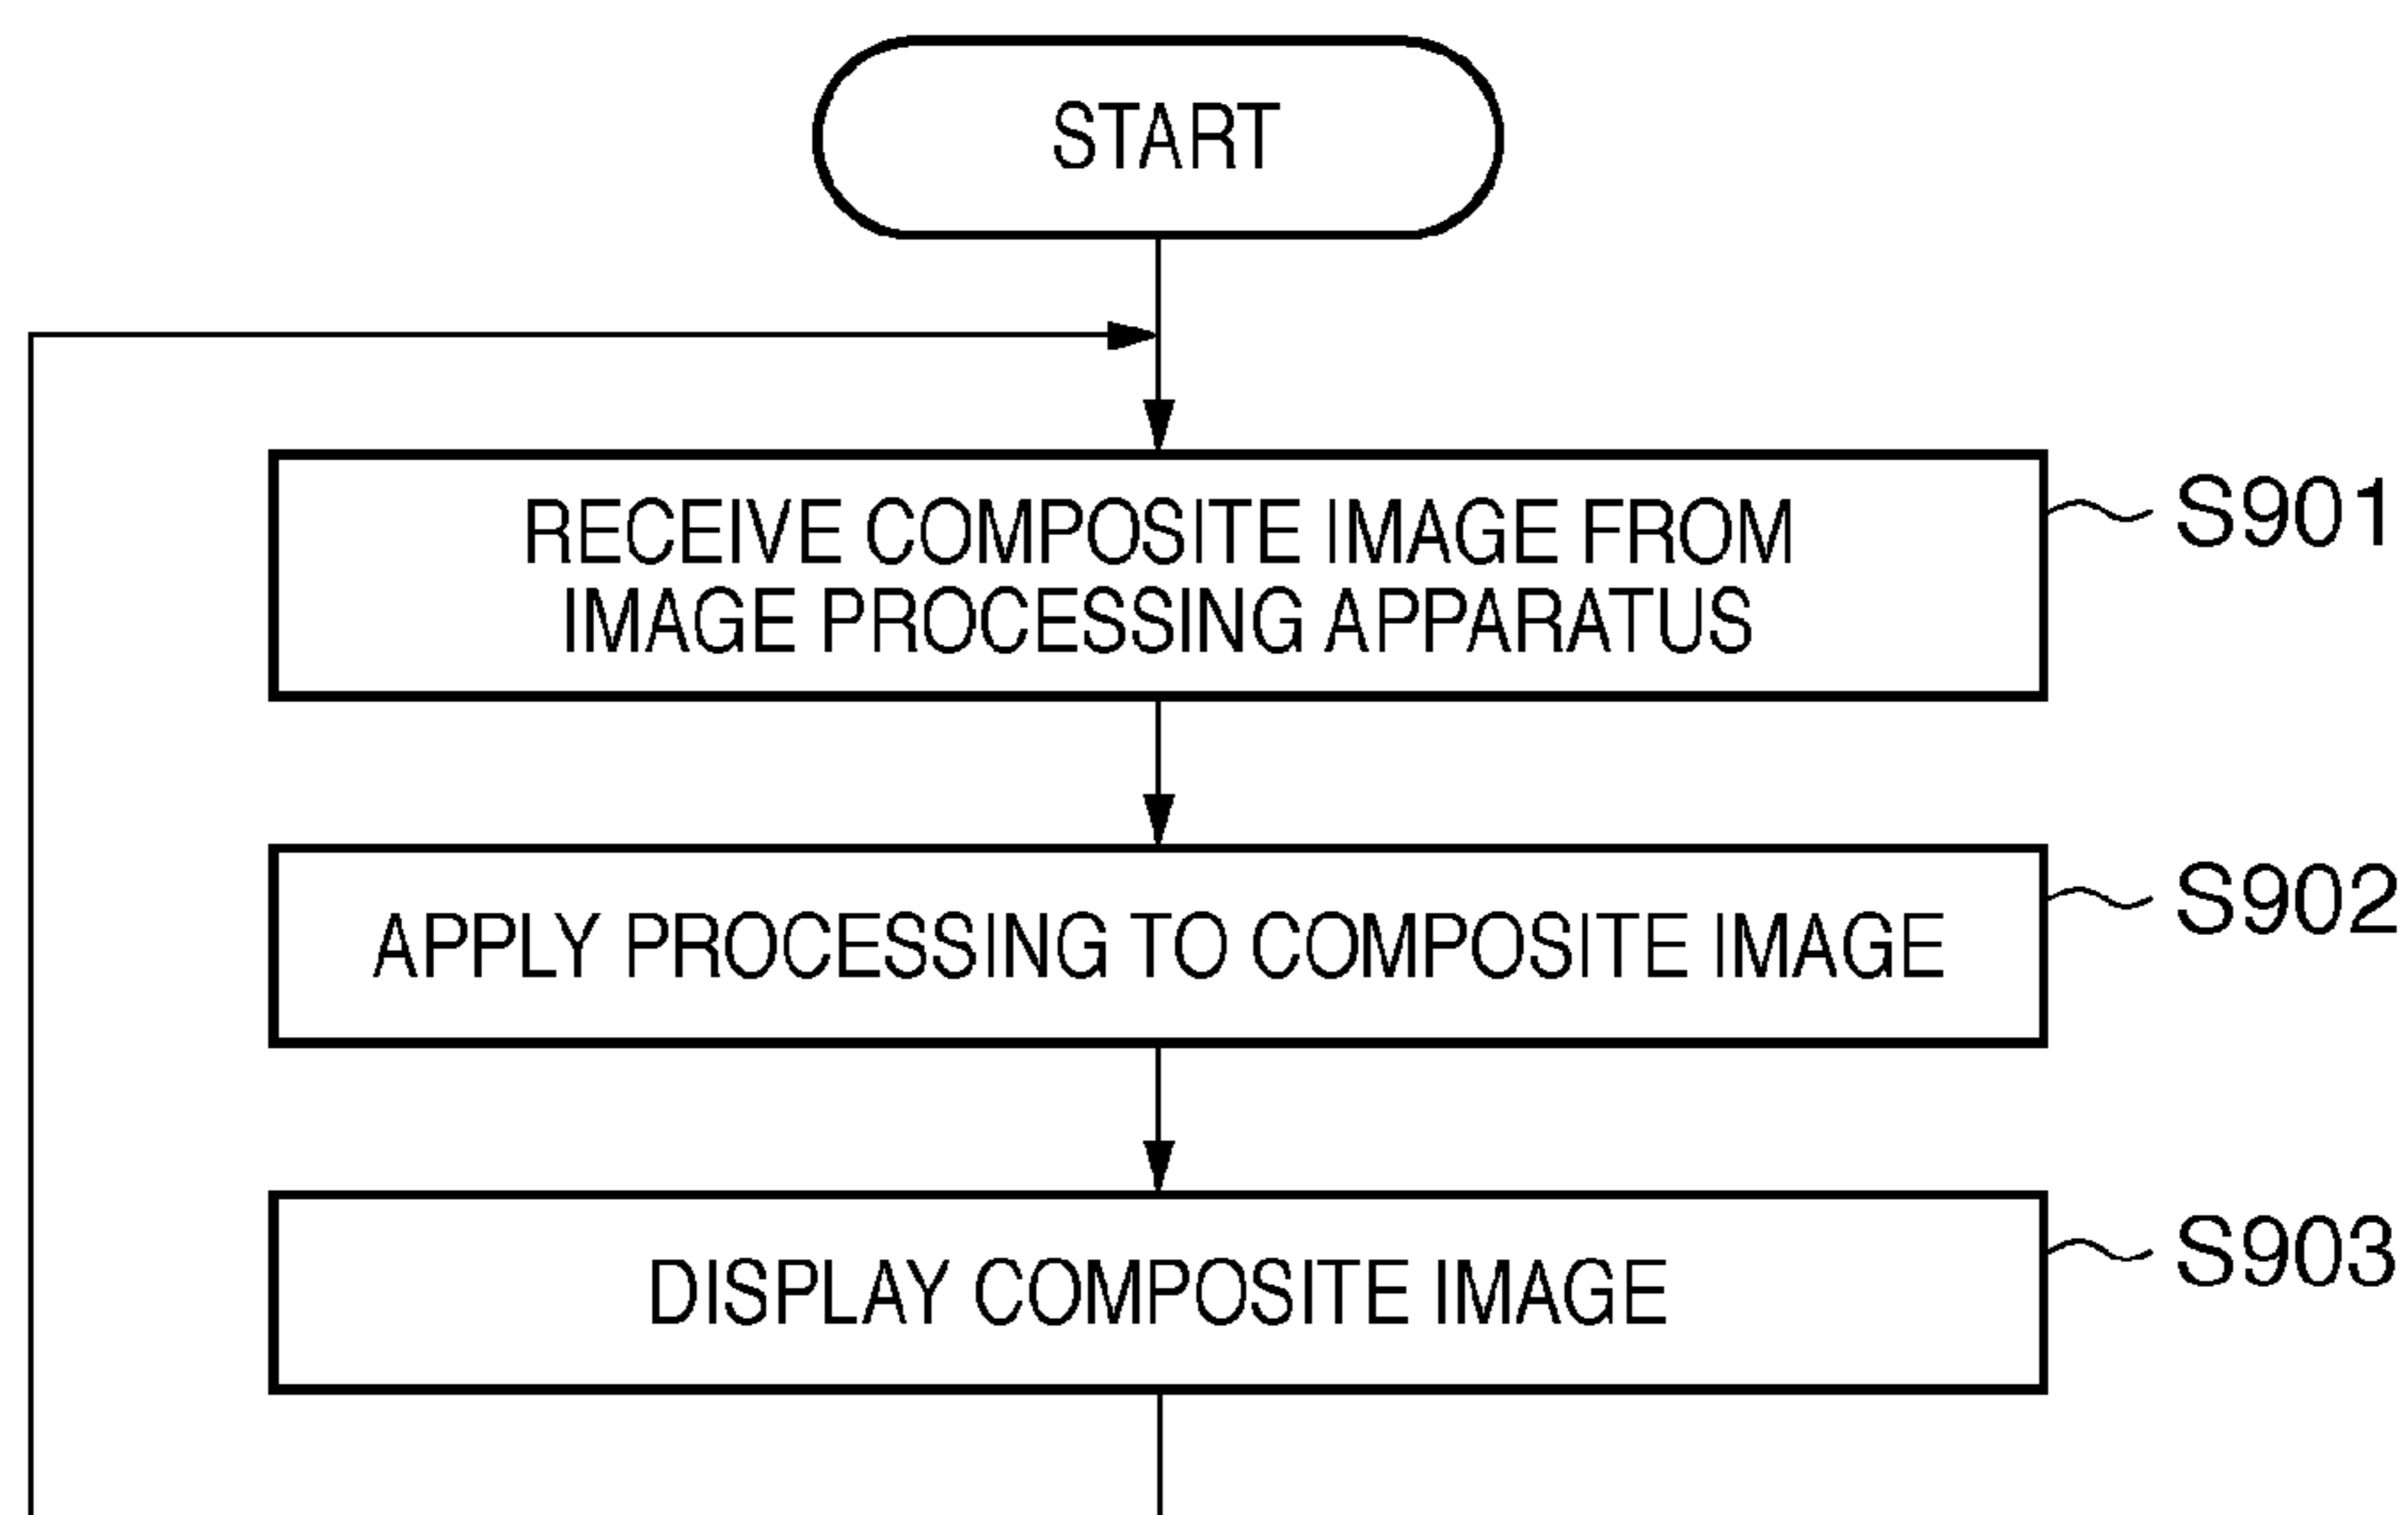 START
RECEIVE COMPOSITE IMAGE FROM
IMAGE PROCESSING APPARATUS
S901
APPLY PROCESSING TO COMPOSITE IMAGE
S902
DISPLAY COMPOSITE IMAGE
S903